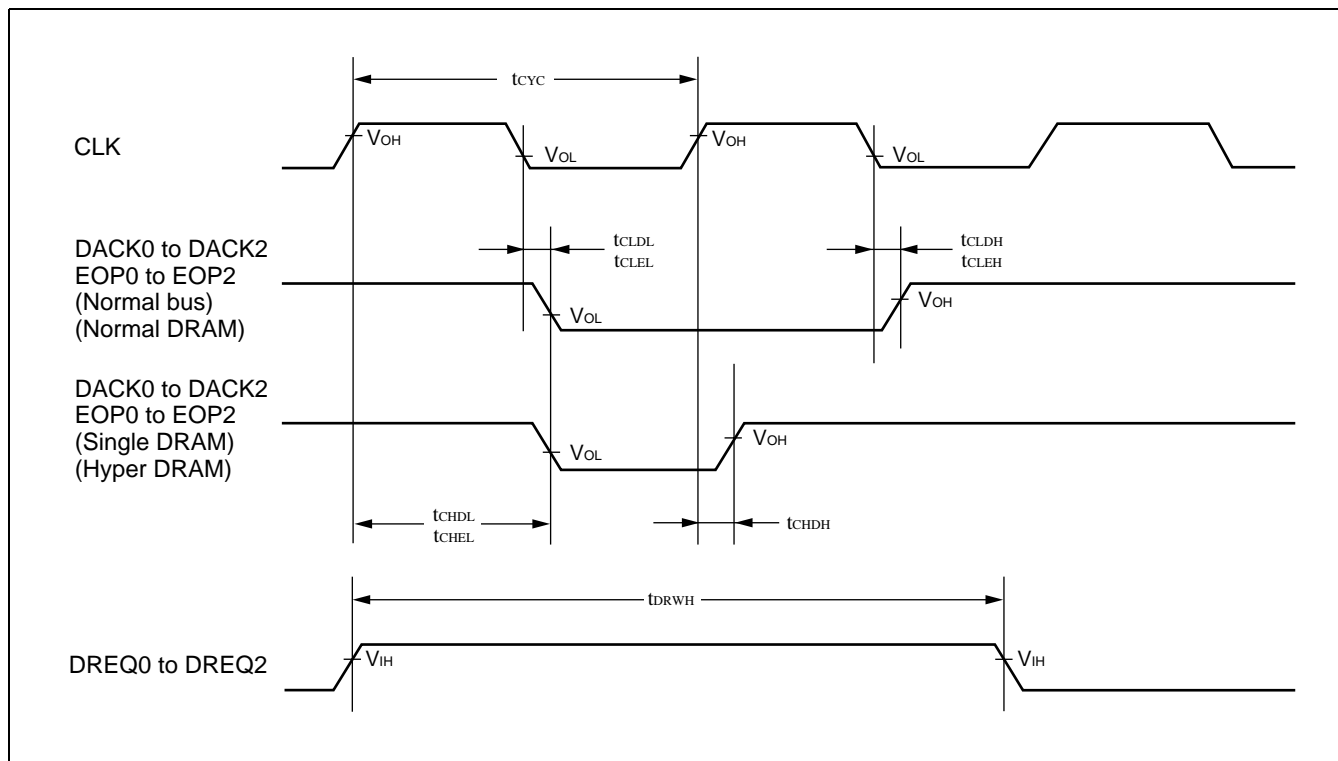 tCYC
CLK
VOH
VOL
VOH
VOL
DACK0 to DACK2
EOP0 to EOP2
(Normal bus)
(Normal DRAM)
tCLDL
tCLEL
tCLDH
tCLEH
VOL
VOH
DACK0 to DACK2
EOP0 to EOP2
(Single DRAM)
(Hyper DRAM)
VOL
VOH
tCHDL
tCHEL
tCHDH
tDRWH
DREQ0 to DREQ2
VIH
VIH